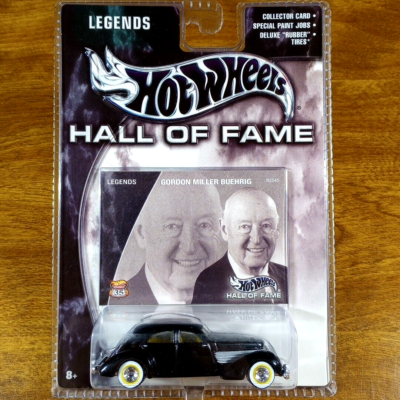 LEGENDS
COLLECTOR CARD •
SPECIAL PAINT JOBS •
DELUXE "RUBBER" •
TIRES"
Hot Wheels
HALL OF FAME
LEGENDS
GORDON MILLER BUEHRIG
35
Hot Wheels
HALL OF FAME
8+